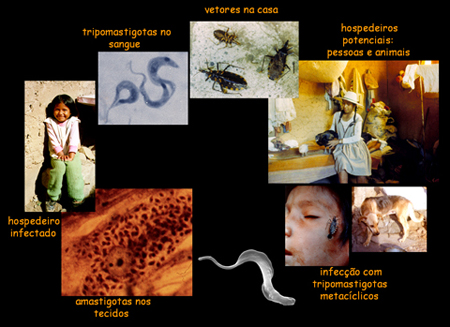 vetores na casa
tripomastigotas no
sangue
hospedeiros
potenciais:
pessoas e animais
hospedeiro
infectado
amastigotas nos
tecidos
infecção com
tripomastigotas
metacíclicos